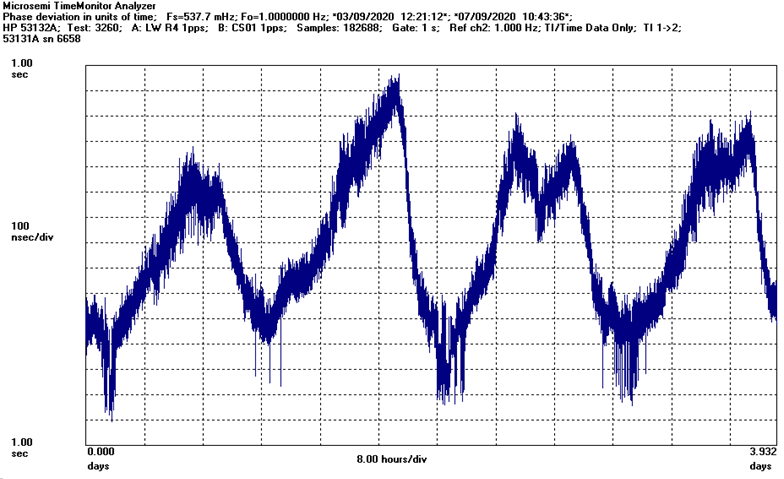 Microsemi TimeMonitor Analyzer
Phase deviation in units of time; Fs=537.7 mHz; Fo=1.0000000 Hz; *03/09/2020 12:21:12*; *07/09/2020 10:43:36*;
HP 53132A; Test: 3260; A: LW R4 1pps; B: CS01 1pps; Samples: 182688; Gate: 1 s; Ref ch2: 1.000 Hz; TI/Time Data Only; TI 1->2;
53131A sn 6658
1.00
sec
100
nsec/div
1.00
sec
0.000
days
8.00 hours/div
3.932
days